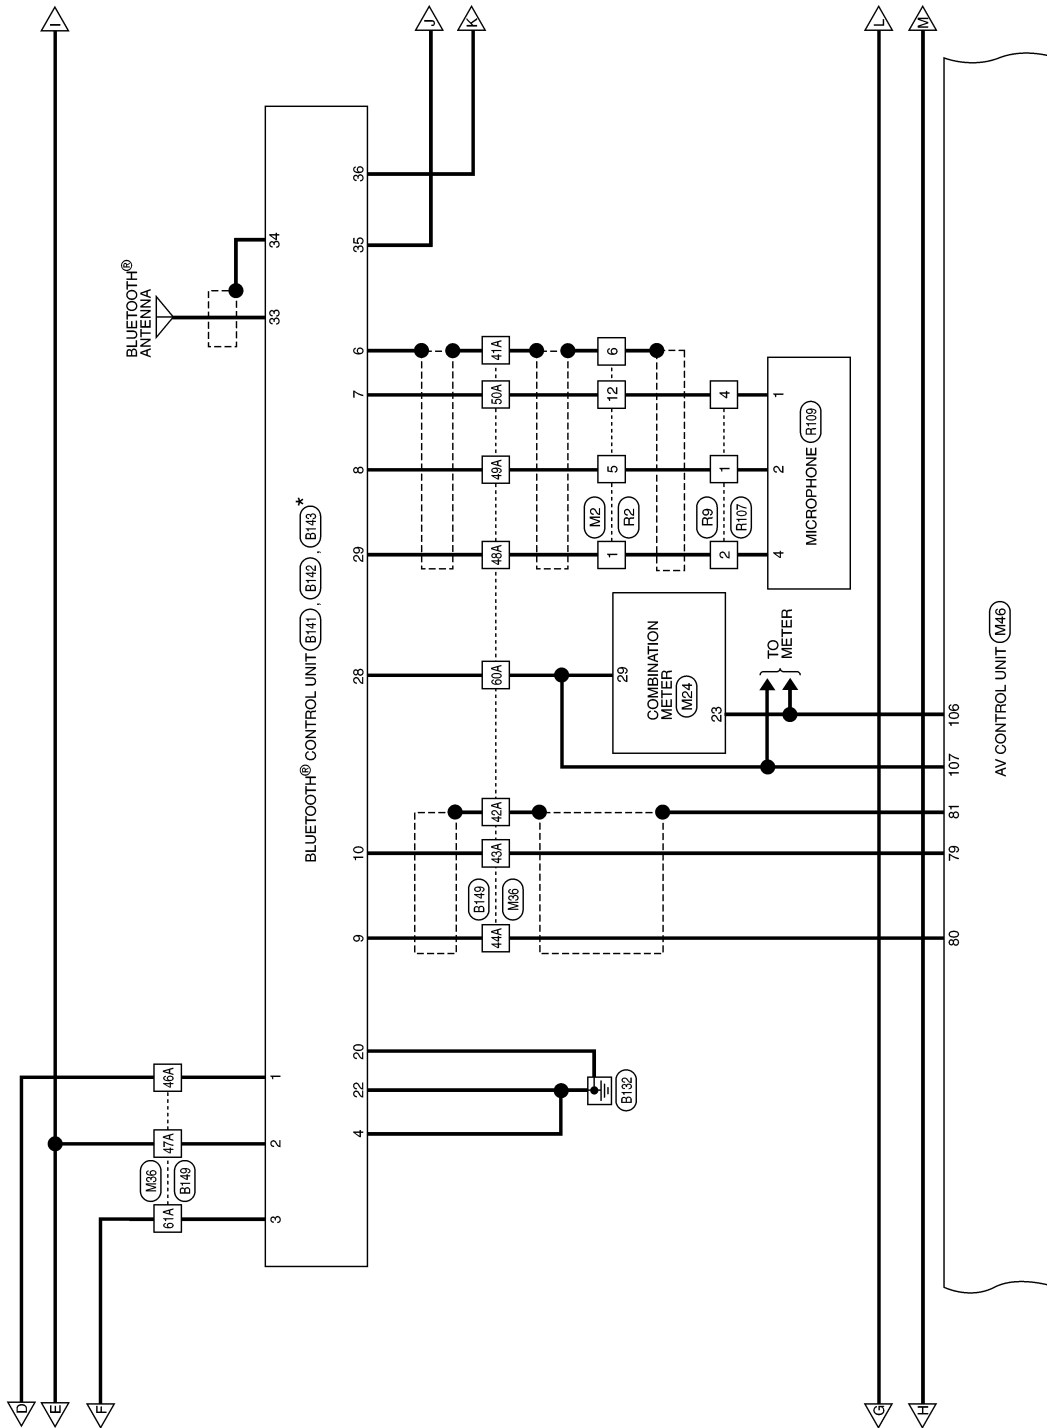 D
E
F
G
H
61A
M36
B149
47A
46A
3
2
1
33
34
BLUETOOTH®
ANTENNA
I
BLUETOOTH® CONTROL UNIT B141 , B142 , B143 *
4
22
20
9
10
28
29
8
7
6
35
36
B132
44A
B149
M36
43A
42A
60A
48A
49A
50A
41A
J
K
1
M2
R2
5
12
6
2
R9
R107
1
4
COMBINATION
METER
M24
29
23
4
2
1
MICROPHONE R109
TO
METER
80
79
81
107
106
AV CONTROL UNIT M46
L
M